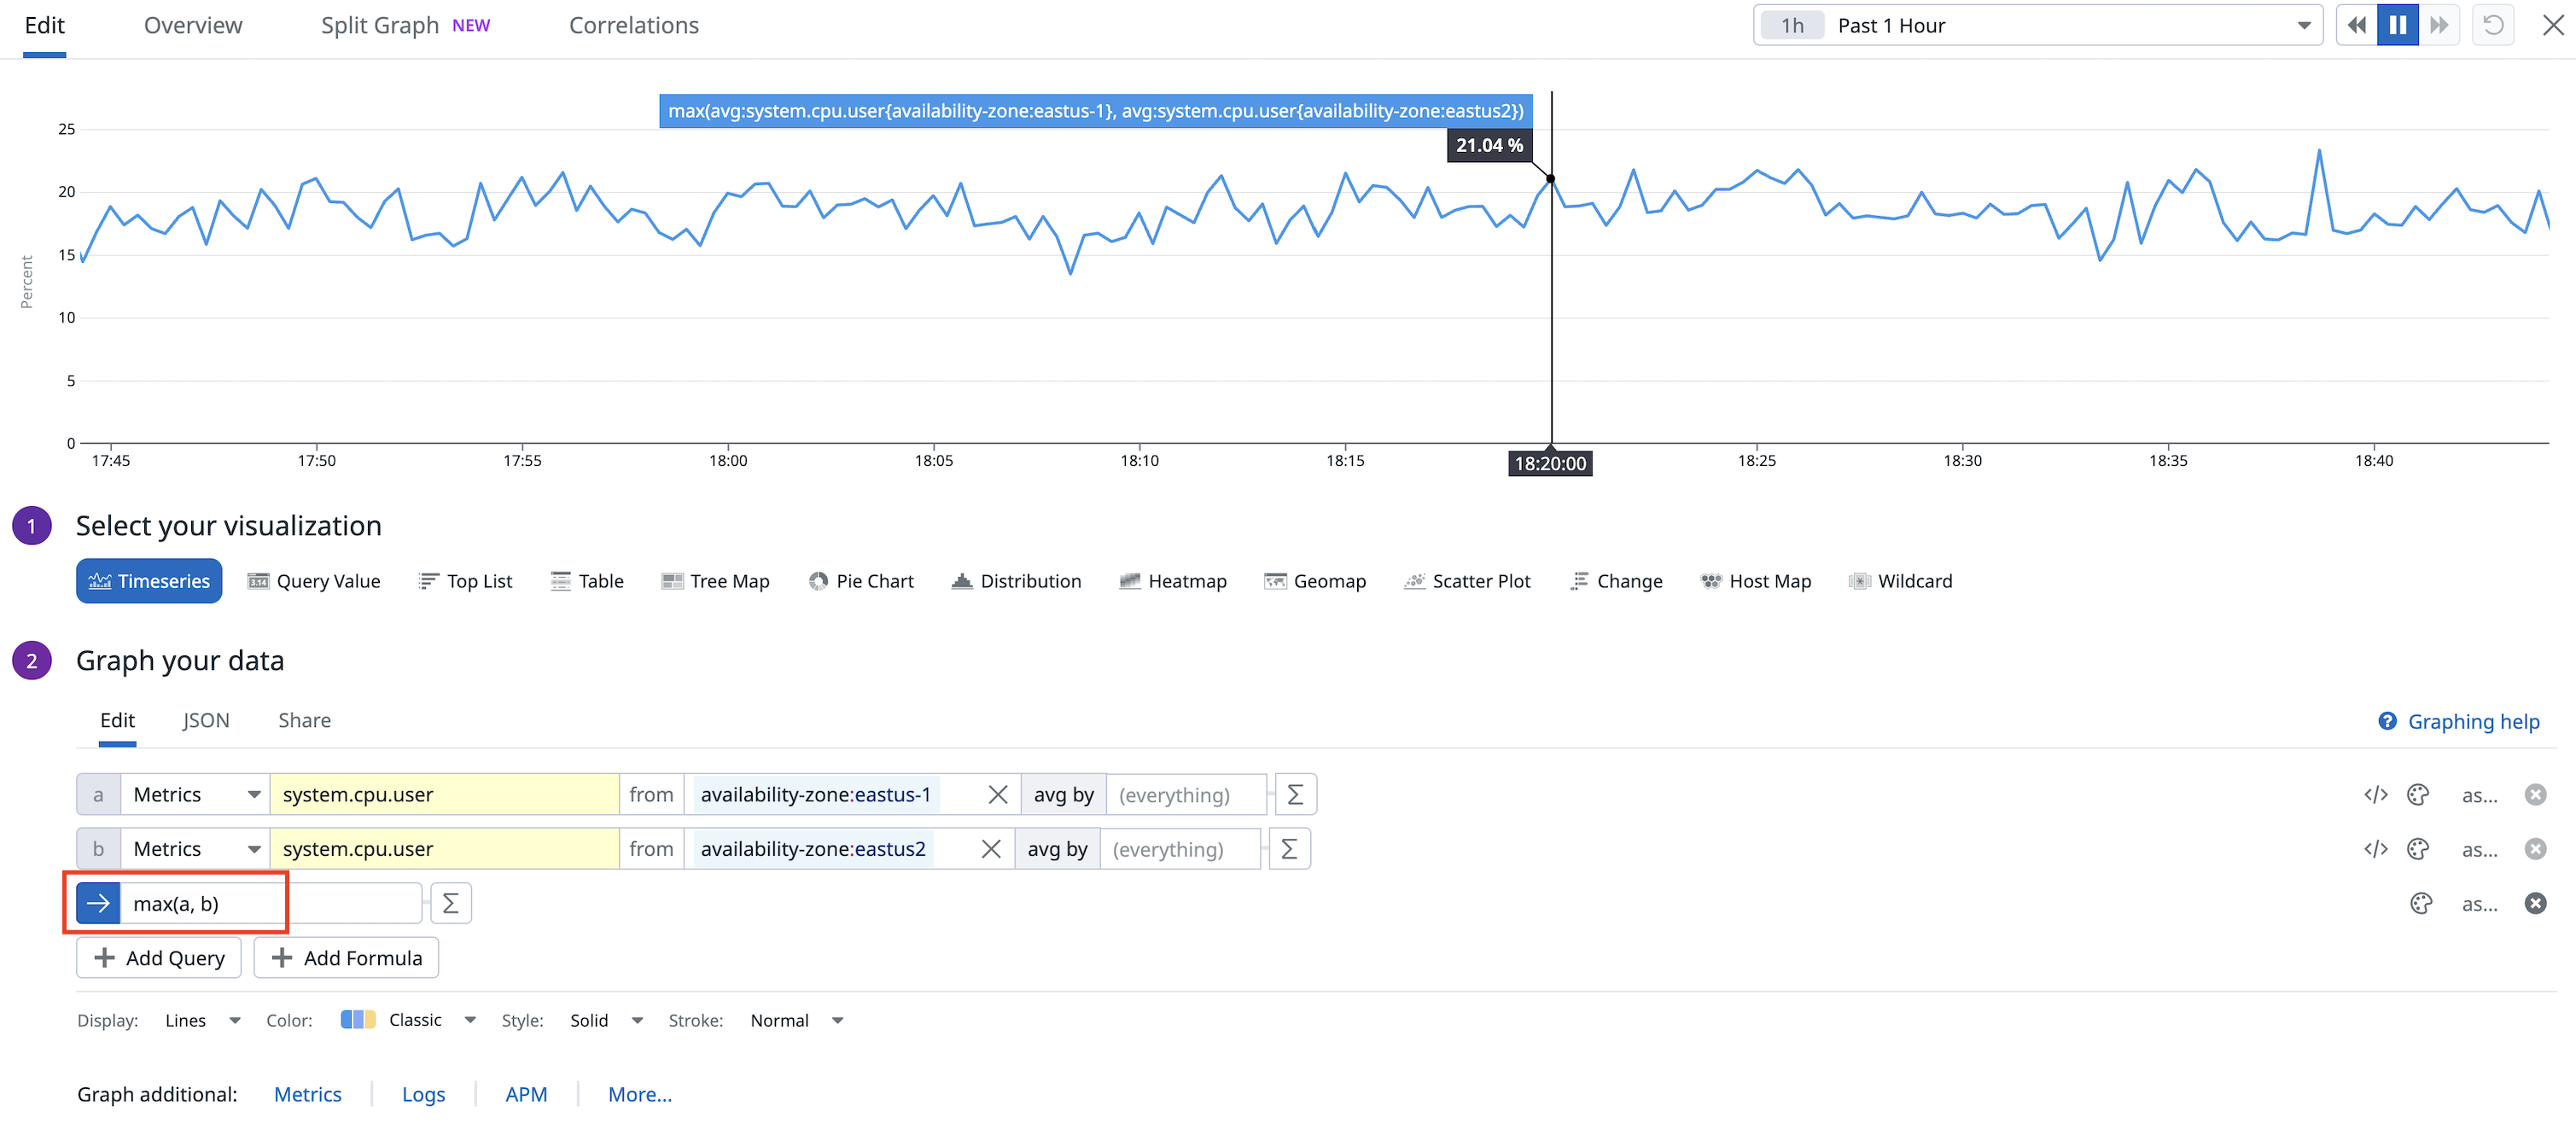 Edit Overview Split Graph NEW Correlations 1h Past 1 Hour
max(avg:system.cpu.user{availability-zone:eastus-1}, avg:system.cpu.user{availability-zone:eastus2})
21.04 %
25
20
15
10
5
0
Percent
17:45 17:50 17:55 18:00 18:05 18:10 18:15 18:20:00 18:25 18:30 18:35 18:40
1 Select your visualization
Timeseries 3.14 Query Value Top List Table Tree Map Pie Chart Distribution Heatmap Geomap Scatter Plot Change Host Map Wildcard
2 Graph your data
Edit JSON Share ? Graphing help
a Metrics system.cpu.user from availability-zone:eastus-1 avg by (everything) Σ </> as...
b Metrics system.cpu.user from availability-zone:eastus2 avg by (everything) Σ </> as...
→ max(a, b) Σ as...
+ Add Query + Add Formula
Display: Lines Color: Classic Style: Solid Stroke: Normal
Graph additional: Metrics | Logs | APM | More...